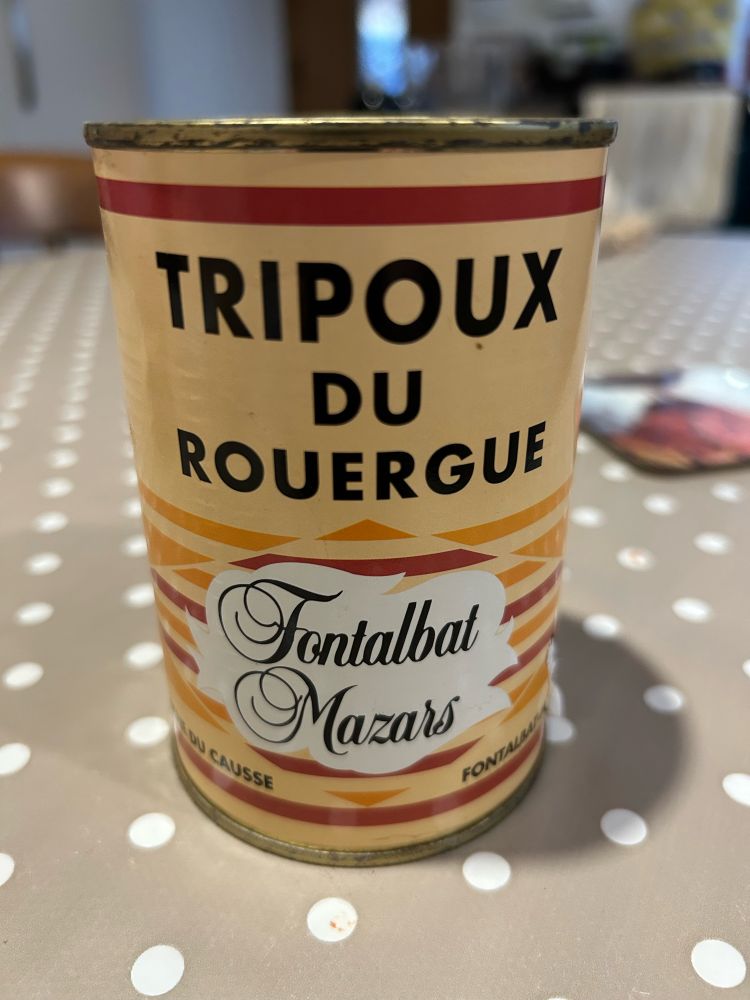 TRIPOUX
DU
ROUERGUE
Fontalbat
Mazars
DU CAUSSE
FONTALBAT